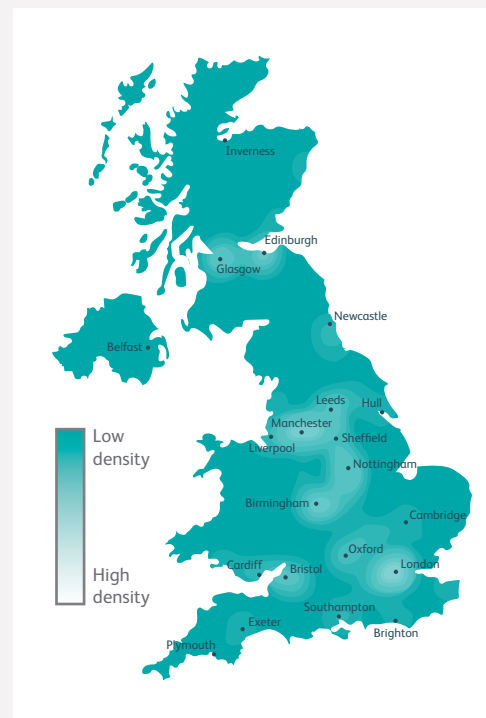 Inverness
Edinburgh
Glasgow
Newcastle
Belfast
Leeds
Hull
Manchester
Liverpool
Sheffield
Nottingham
Low
density
Birmingham
Cambridge
Oxford
Cardiff
Bristol
London
High
density
Southampton
Exeter
Brighton
Plymouth